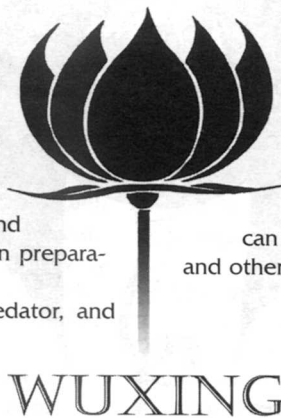 nd
n prepara-
edator, and
can
and other
WUXING